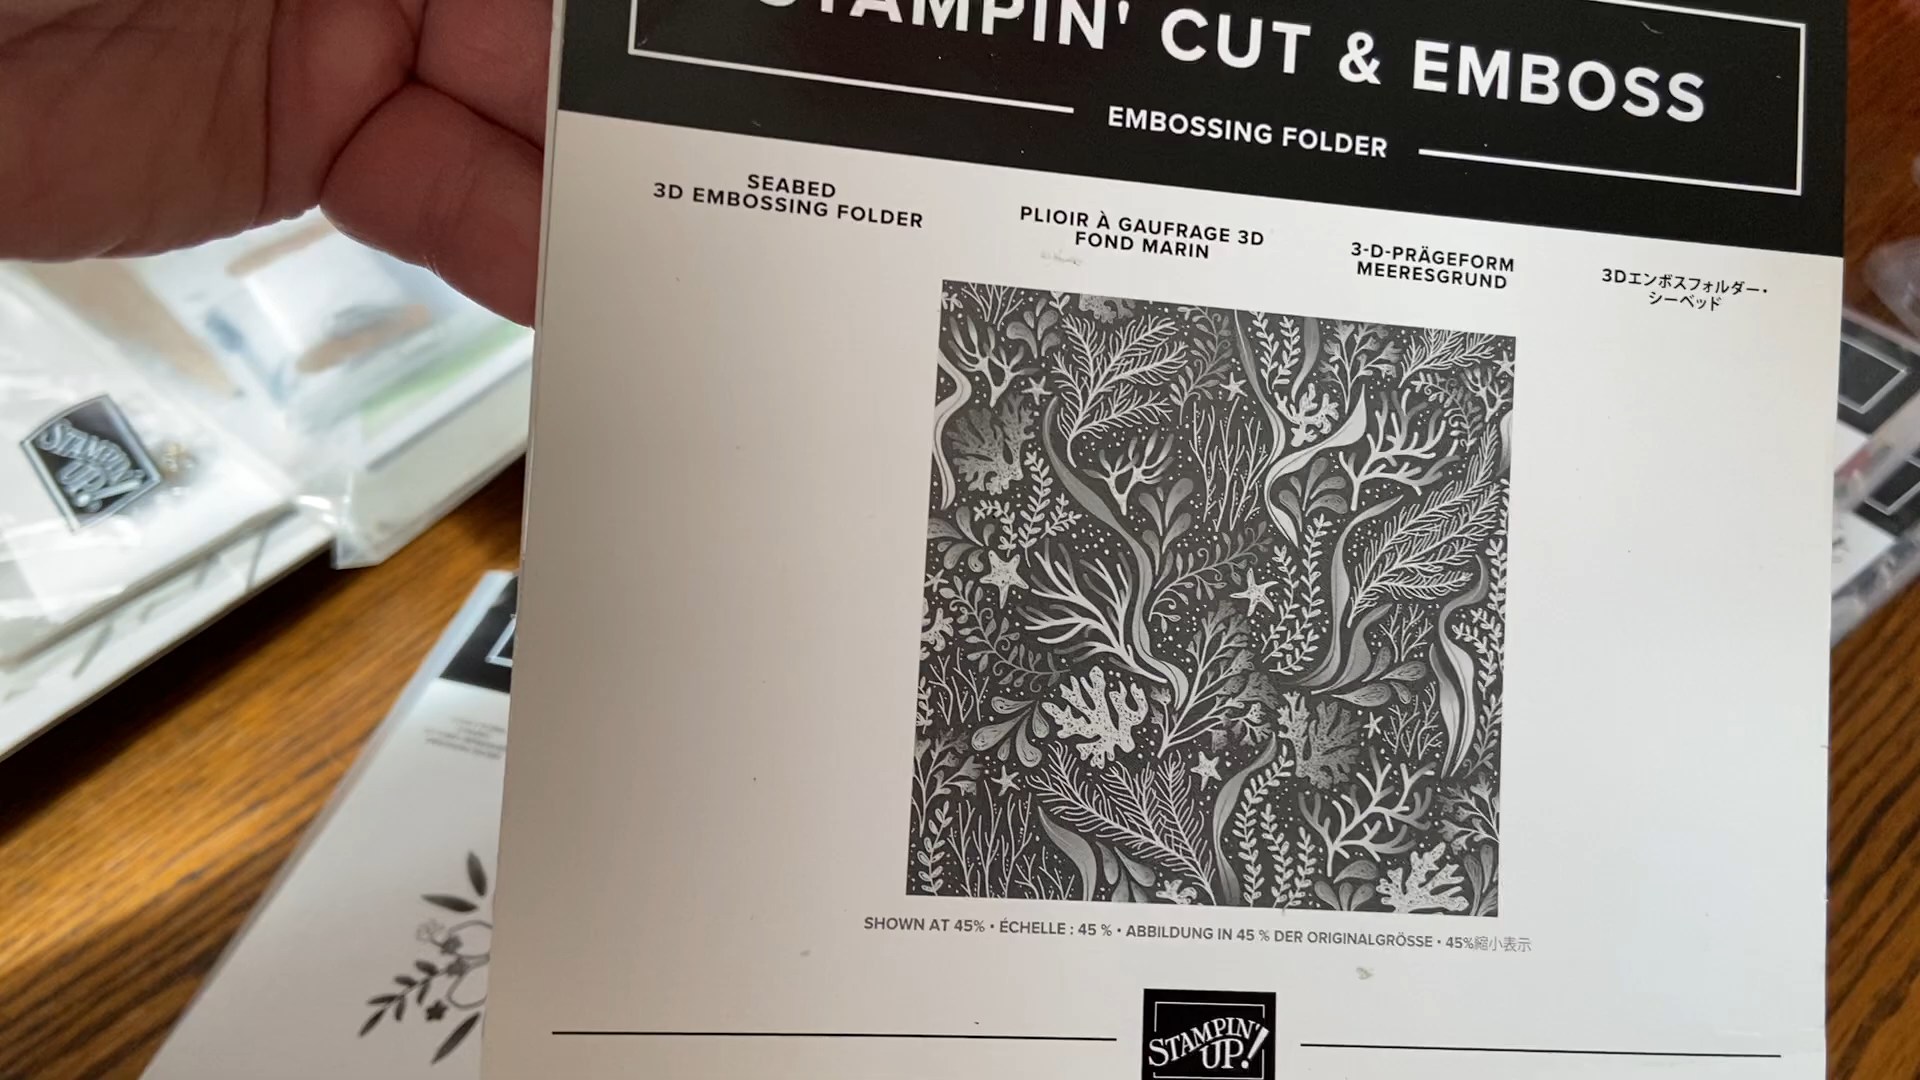 STAMPIN' CUT & EMBOSS
EMBOSSING FOLDER
SEABED
3D EMBOSSING FOLDER
PLIOIR À GAUFRAGE 3D
FOND MARIN
3-D-PRÄGEFORM
MEERESGRUND
3Dエンボスフォルダー・
シーベッド
SHOWN AT 45% • ÉCHELLE : 45 % • ABBILDUNG IN 45 % DER ORIGINALGRÖSSE • 45%縮小表示
STAMPIN'
UP!
STAMPIN'
UP!